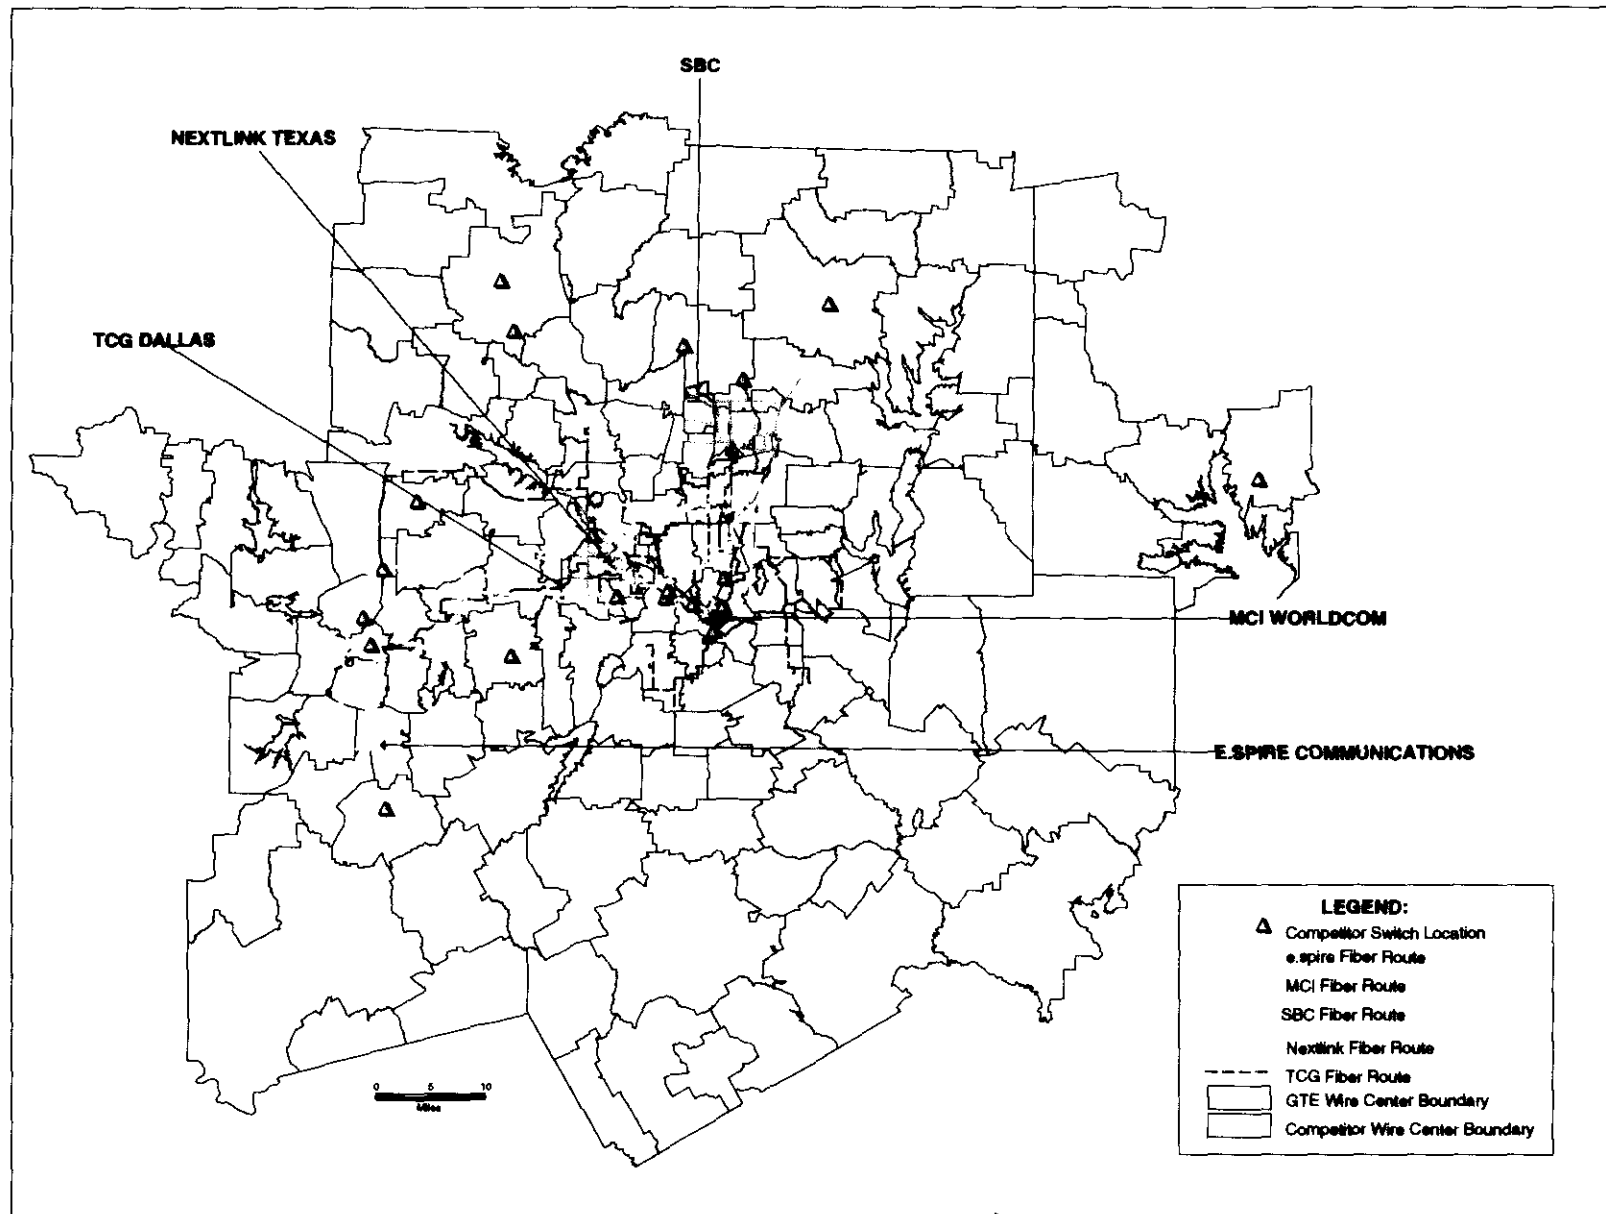 SBC
NEXTLINK TEXAS
TCG DALLAS
MCI WORLDCOM
E.SPIRE COMMUNICATIONS
0 5 10
Miles
LEGEND:
Competitor Switch Location
e.spire Fiber Route
MCI Fiber Route
SBC Fiber Route
Nextlink Fiber Route
TCG Fiber Route
GTE Wire Center Boundary
Competitor Wire Center Boundary